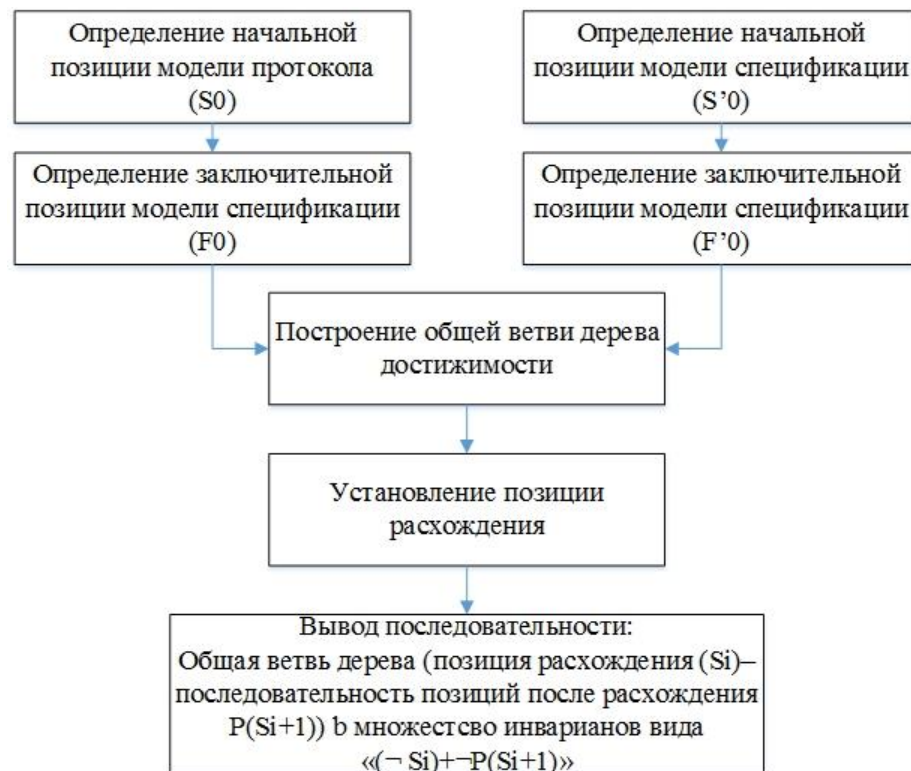 Определение начальной
позиции модели протокола
(S0)
Определение начальной
позиции модели спецификации
(S’0)
Определение заключительной
позиции модели спецификации
(F0)
Определение заключительной
позиции модели спецификации
(F’0)
Построение общей ветви дерева
достижимости
Установление позиции
расхождения
Вывод последовательности:
Общая ветвь дерева (позиция расхождения (Si)–
последовательность позиций после расхождения
P(Si+1)) b множестсво инварианов вида
«(¬ Si)+¬P(Si+1)»